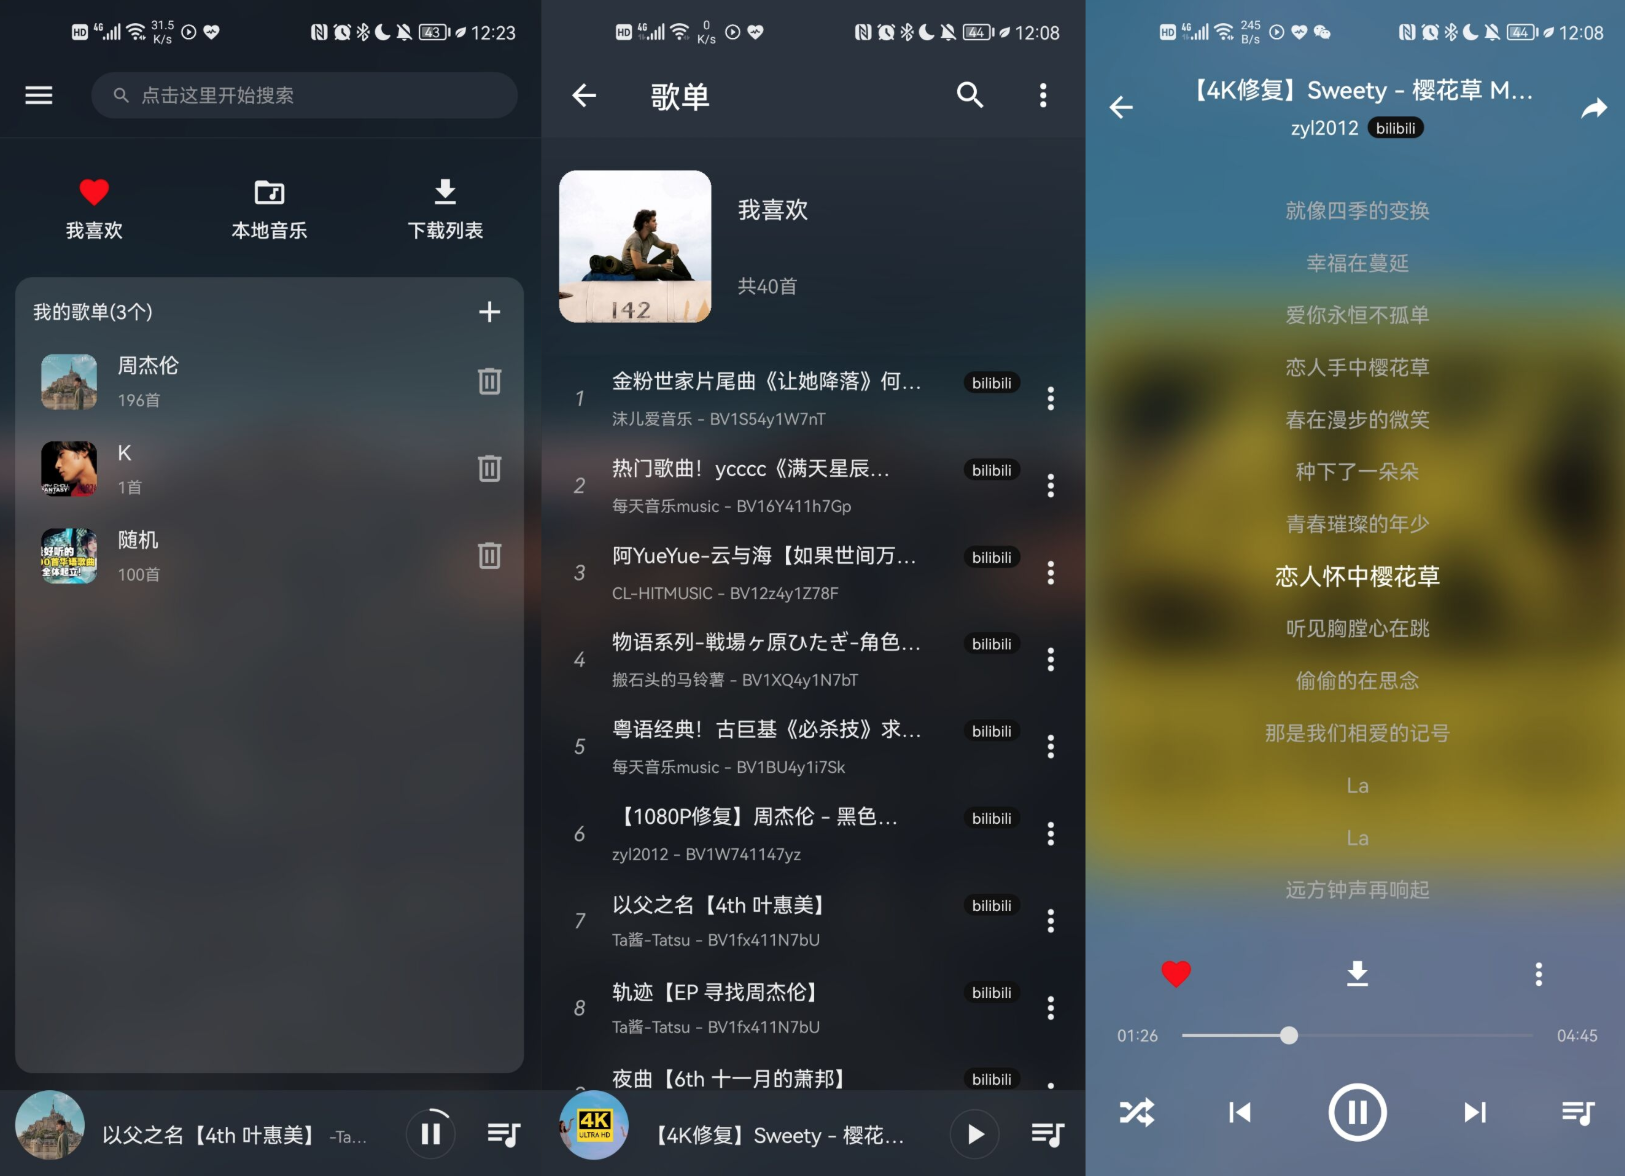 HD 4G 31.5 K/s 43 12:23
点击这里开始搜索
我喜欢 本地音乐 下载列表
我的歌单(3个)
周杰伦
196首
K
1首
随机
100首
以父之名【4th 叶惠美】 -Ta...
HD 4G 0 K/s 44 12:08
歌单
142
我喜欢
共40首
1 金粉世家片尾曲《让她降落》何... bilibili
沫儿爱音乐 - BV1S54y1W7nT
2 热门歌曲！ycccc《满天星辰... bilibili
每天音乐music - BV16Y411h7Gp
3 阿YueYue-云与海【如果世间万... bilibili
CL-HITMUSIC - BV12z4y1Z78F
4 物语系列-戦場ヶ原ひたぎ-角色... bilibili
搬石头的马铃薯 - BV1XQ4y1N7bT
5 粤语经典！古巨基《必杀技》求... bilibili
每天音乐music - BV1BU4y1i7Sk
6 【1080P修复】周杰伦 - 黑色... bilibili
zyl2012 - BV1W741147yz
7 以父之名【4th 叶惠美】 bilibili
Ta酱-Tatsu - BV1fx411N7bU
8 轨迹【EP 寻找周杰伦】 bilibili
Ta酱-Tatsu - BV1fx411N7bU
夜曲【6th 十一月的萧邦】 bilibili
4K
ULTRA HD
【4K修复】Sweety - 樱花...
HD 4G 245 B/s 44 12:08
【4K修复】Sweety - 樱花草 M...
zyl2012 bilibili
就像四季的变换
幸福在蔓延
爱你永恒不孤单
恋人手中樱花草
春在漫步的微笑
种下了一朵朵
青春璀璨的年少
恋人怀中樱花草
听见胸膛心在跳
偷偷的在思念
那是我们相爱的记号
La
La
远方钟声再响起
01:26 04:45